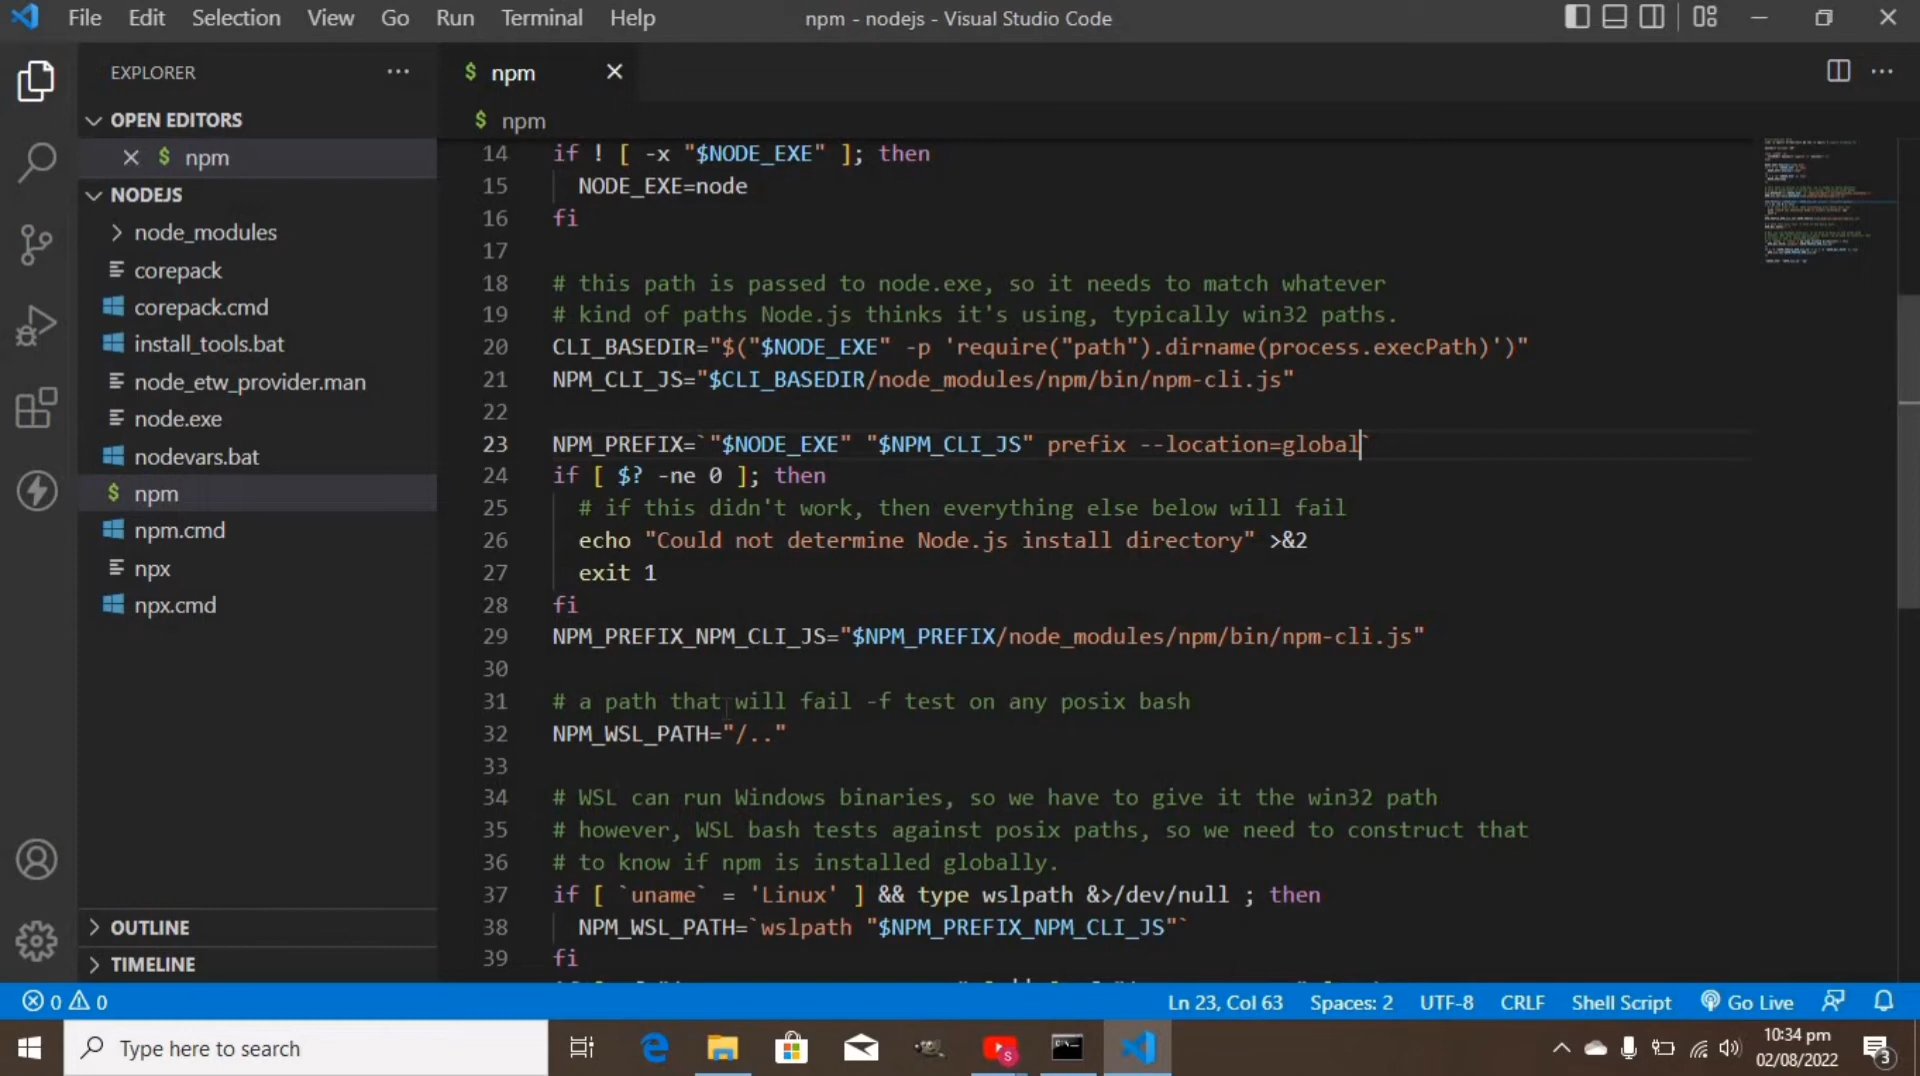 File Edit Selection View Go Run Terminal Help npm - nodejs - Visual Studio Code
EXPLORER
npm
OPEN EDITORS
npm
NODEJS
node_modules
corepack
corepack.cmd
install_tools.bat
node_etw_provider.man
node.exe
nodevars.bat
npm
npm.cmd
npx
npx.cmd
OUTLINE
TIMELINE
$ npm
$ npm
14 if ! [ -x "$NODE_EXE" ]; then
15 NODE_EXE=node
16 fi
17
18 # this path is passed to node.exe, so it needs to match whatever
19 # kind of paths Node.js thinks it's using, typically win32 paths.
20 CLI_BASEDIR="$("$NODE_EXE" -p 'require("path").dirname(process.execPath)')"
21 NPM_CLI_JS="$CLI_BASEDIR/node_modules/npm/bin/npm-cli.js"
22
23 NPM_PREFIX=`"$NODE_EXE" "$NPM_CLI_JS" prefix --location=global`
24 if [ $? -ne 0 ]; then
25 # if this didn't work, then everything else below will fail
26 echo "Could not determine Node.js install directory" >&2
27 exit 1
28 fi
29 NPM_PREFIX_NPM_CLI_JS="$NPM_PREFIX/node_modules/npm/bin/npm-cli.js"
30
31 # a path that will fail -f test on any posix bash
32 NPM_WSL_PATH="/.."
33
34 # WSL can run Windows binaries, so we have to give it the win32 path
35 # however, WSL bash tests against posix paths, so we need to construct that
36 # to know if npm is installed globally.
37 if [ `uname` = 'Linux' ] && type wslpath &>/dev/null ; then
38 NPM_WSL_PATH=`wslpath "$NPM_PREFIX_NPM_CLI_JS"`
39 fi
0 0 Ln 23, Col 63 Spaces: 2 UTF-8 CRLF Shell Script Go Live
Type here to search
10:34 pm
02/08/2022
3